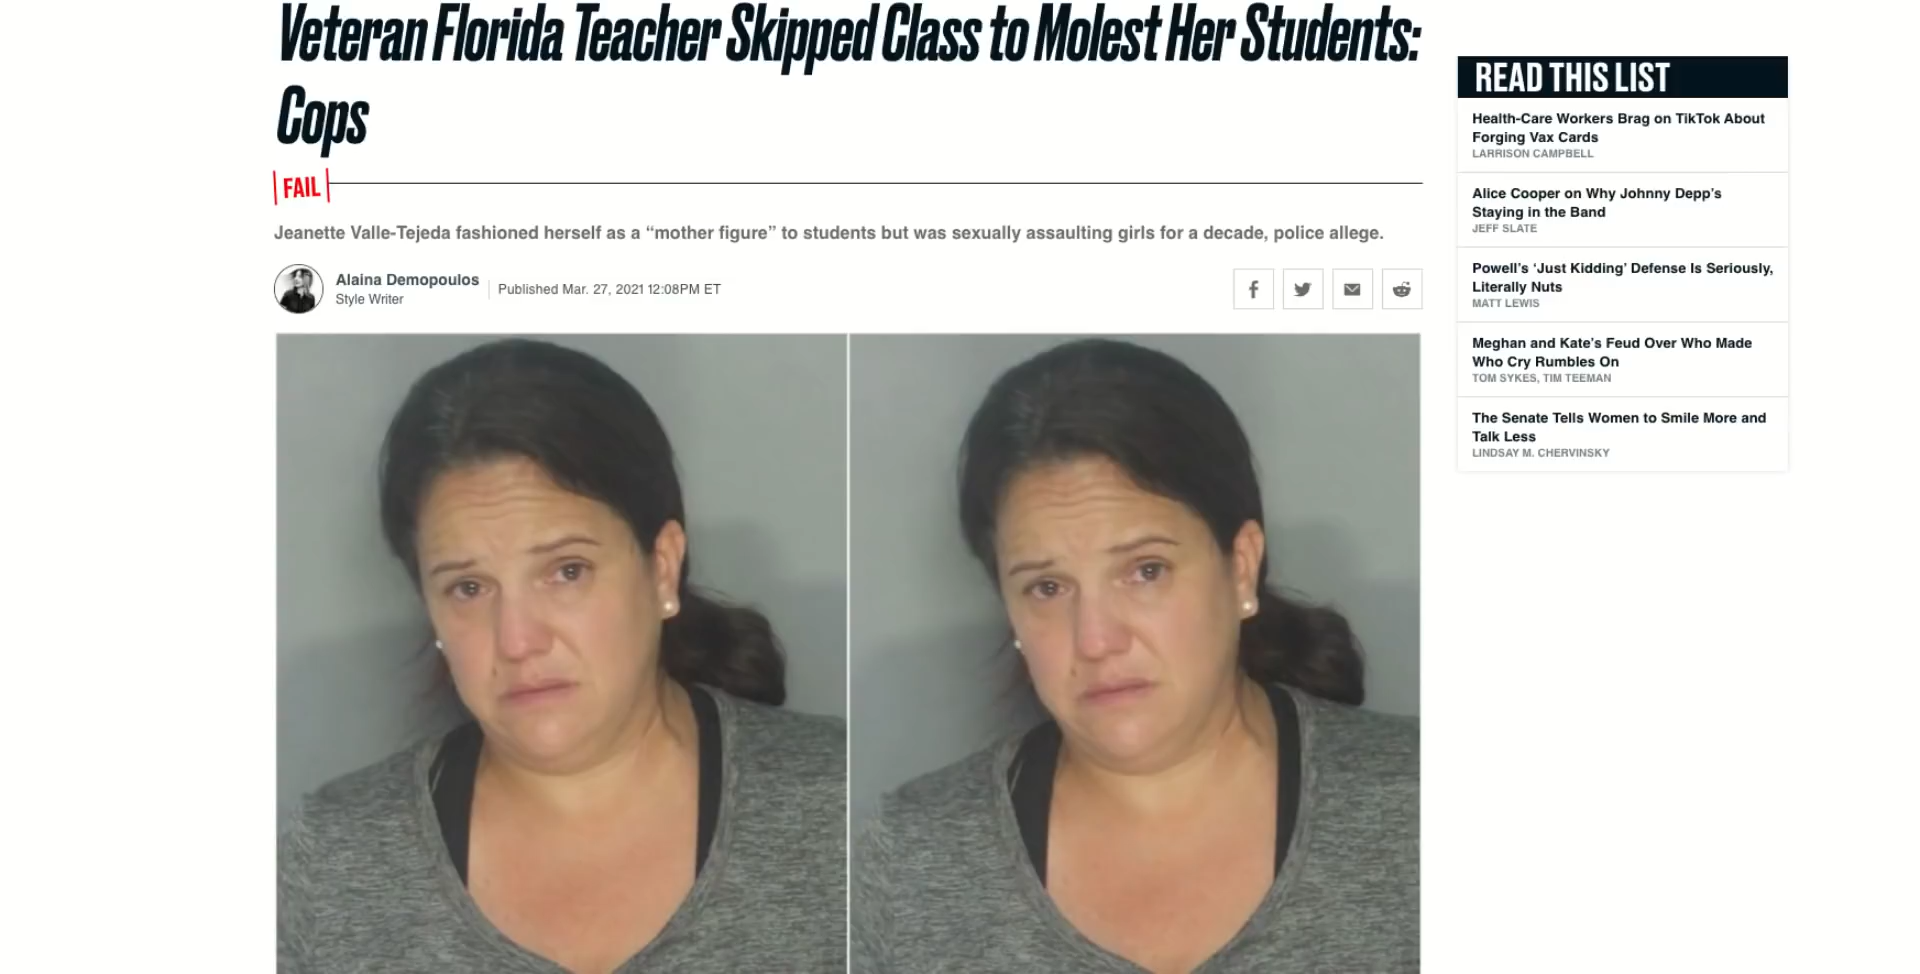 Veteran Florida Teacher Skipped Class to Molest Her Students:
Cops
FAIL
Jeanette Valle-Tejeda fashioned herself as a “mother figure” to students but was sexually assaulting girls for a decade, police allege.
Alaina Demopoulos
Style Writer
Published Mar. 27, 2021 12:08PM ET
READ THIS LIST
Health-Care Workers Brag on TikTok About
Forging Vax Cards
LARRISON CAMPBELL
Alice Cooper on Why Johnny Depp’s
Staying in the Band
JEFF SLATE
Powell’s ‘Just Kidding’ Defense Is Seriously,
Literally Nuts
MATT LEWIS
Meghan and Kate’s Feud Over Who Made
Who Cry Rumbles On
TOM SYKES, TIM TEEMAN
The Senate Tells Women to Smile More and
Talk Less
LINDSAY M. CHERVINSKY